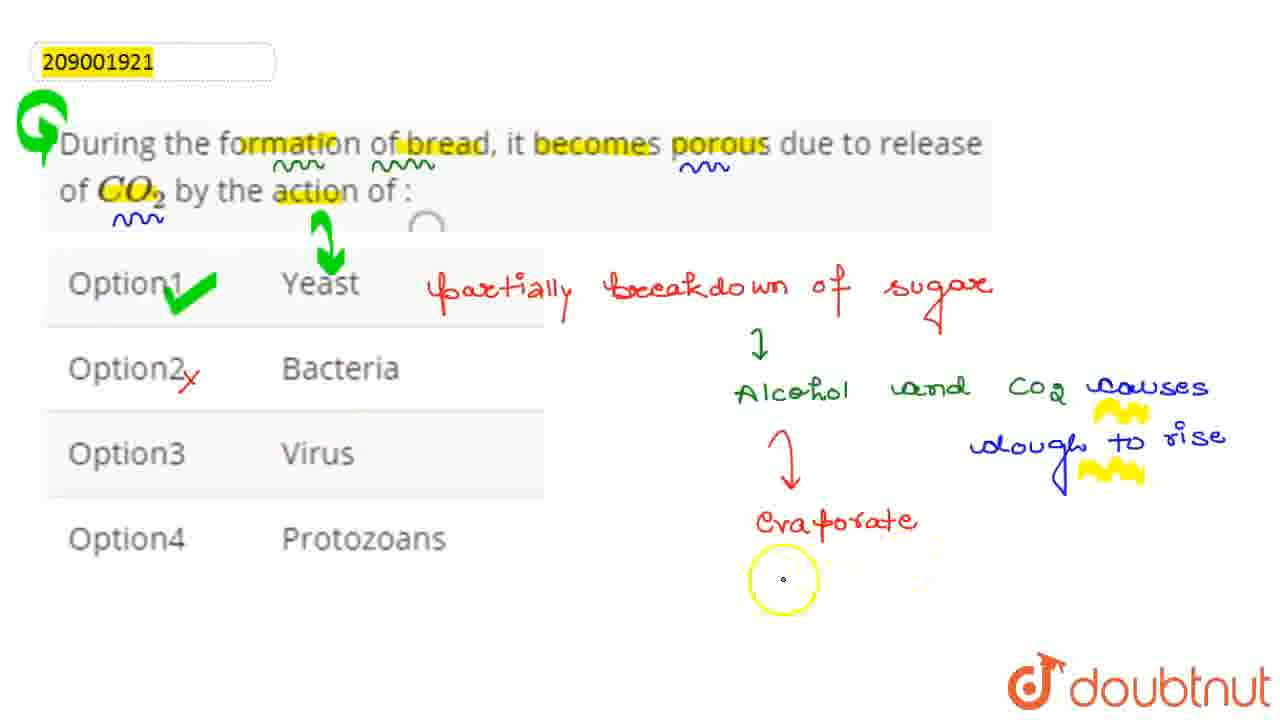 209001921
During the formation of bread, it becomes porous due to release
of CO₂ by the action of :
Option1 Yeast partially breakdown of sugar
Option2 x Bacteria
Alcohol and CO₂ causes
dough to rise
Option3 Virus
evaporate
Option4 Protozoans
doubtnut